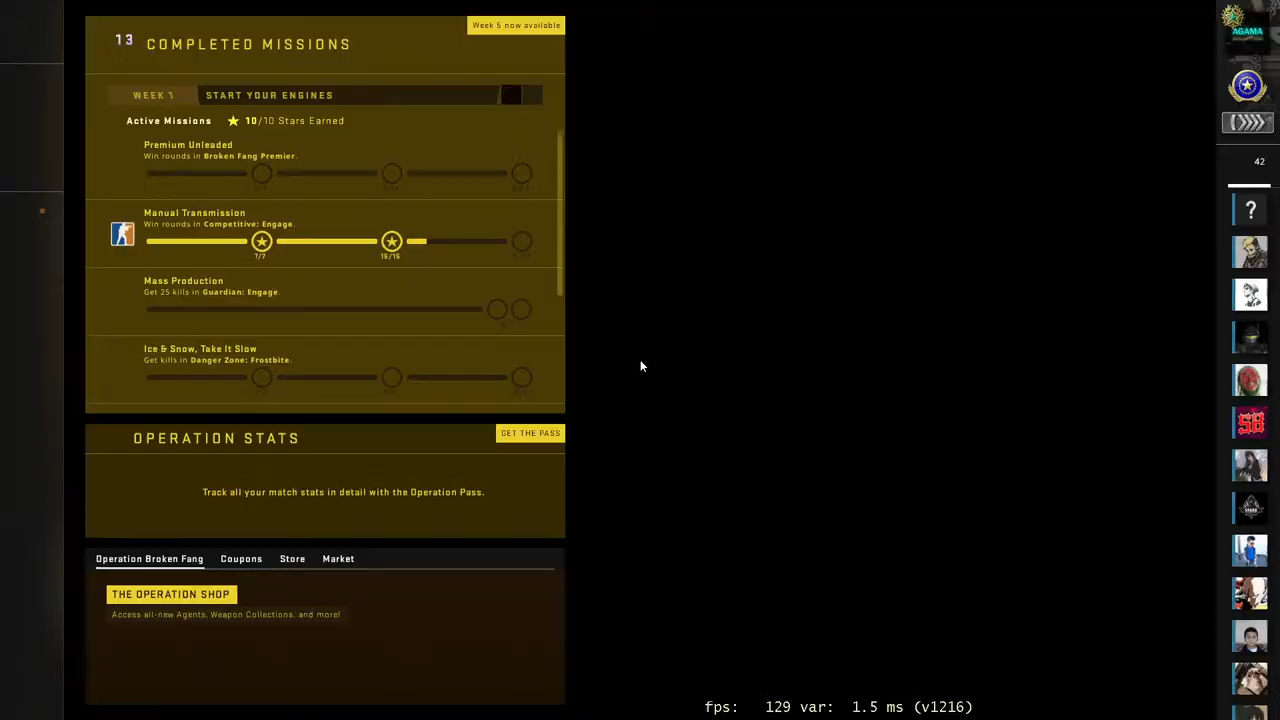 Week 5 now available
13 COMPLETED MISSIONS
AGAMA
WEEK 1 START YOUR ENGINES
Active Missions 10/10 Stars Earned
Premium Unleaded
Win rounds in Broken Fang Premier.
42
Manual Transmission
Win rounds in Competitive: Engage.
7/7 15/15
Mass Production
Get 25 kills in Guardian: Engage.
Ice & Snow, Take It Slow
Get kills in Danger Zone: Frostbite.
OPERATION STATS
GET THE PASS
Track all your match stats in detail with the Operation Pass.
Operation Broken Fang Coupons Store Market
THE OPERATION SHOP
Access all-new Agents, Weapon Collections, and more!
fps: 129 var: 1.5 ms (v1216)
?
SB